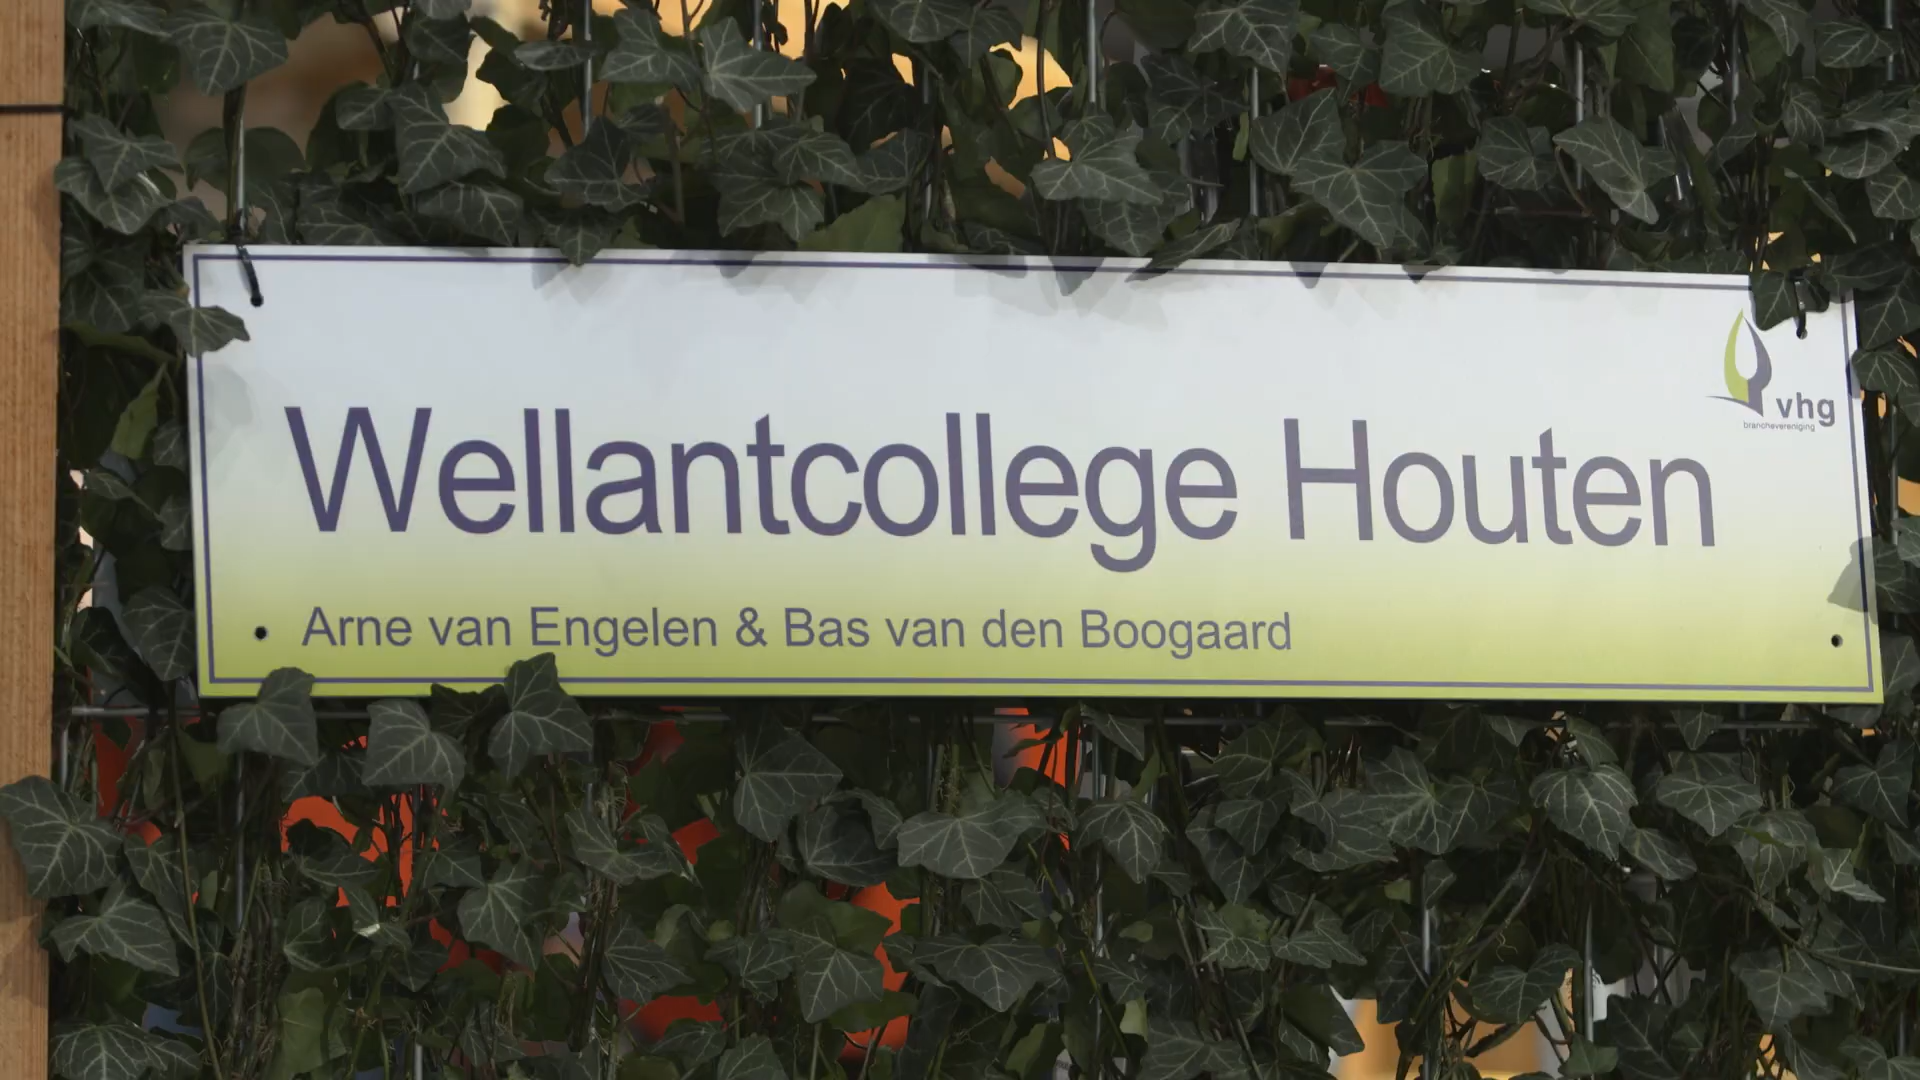 vhg
branchevereniging
Wellantcollege Houten
Arne van Engelen & Bas van den Boogaard